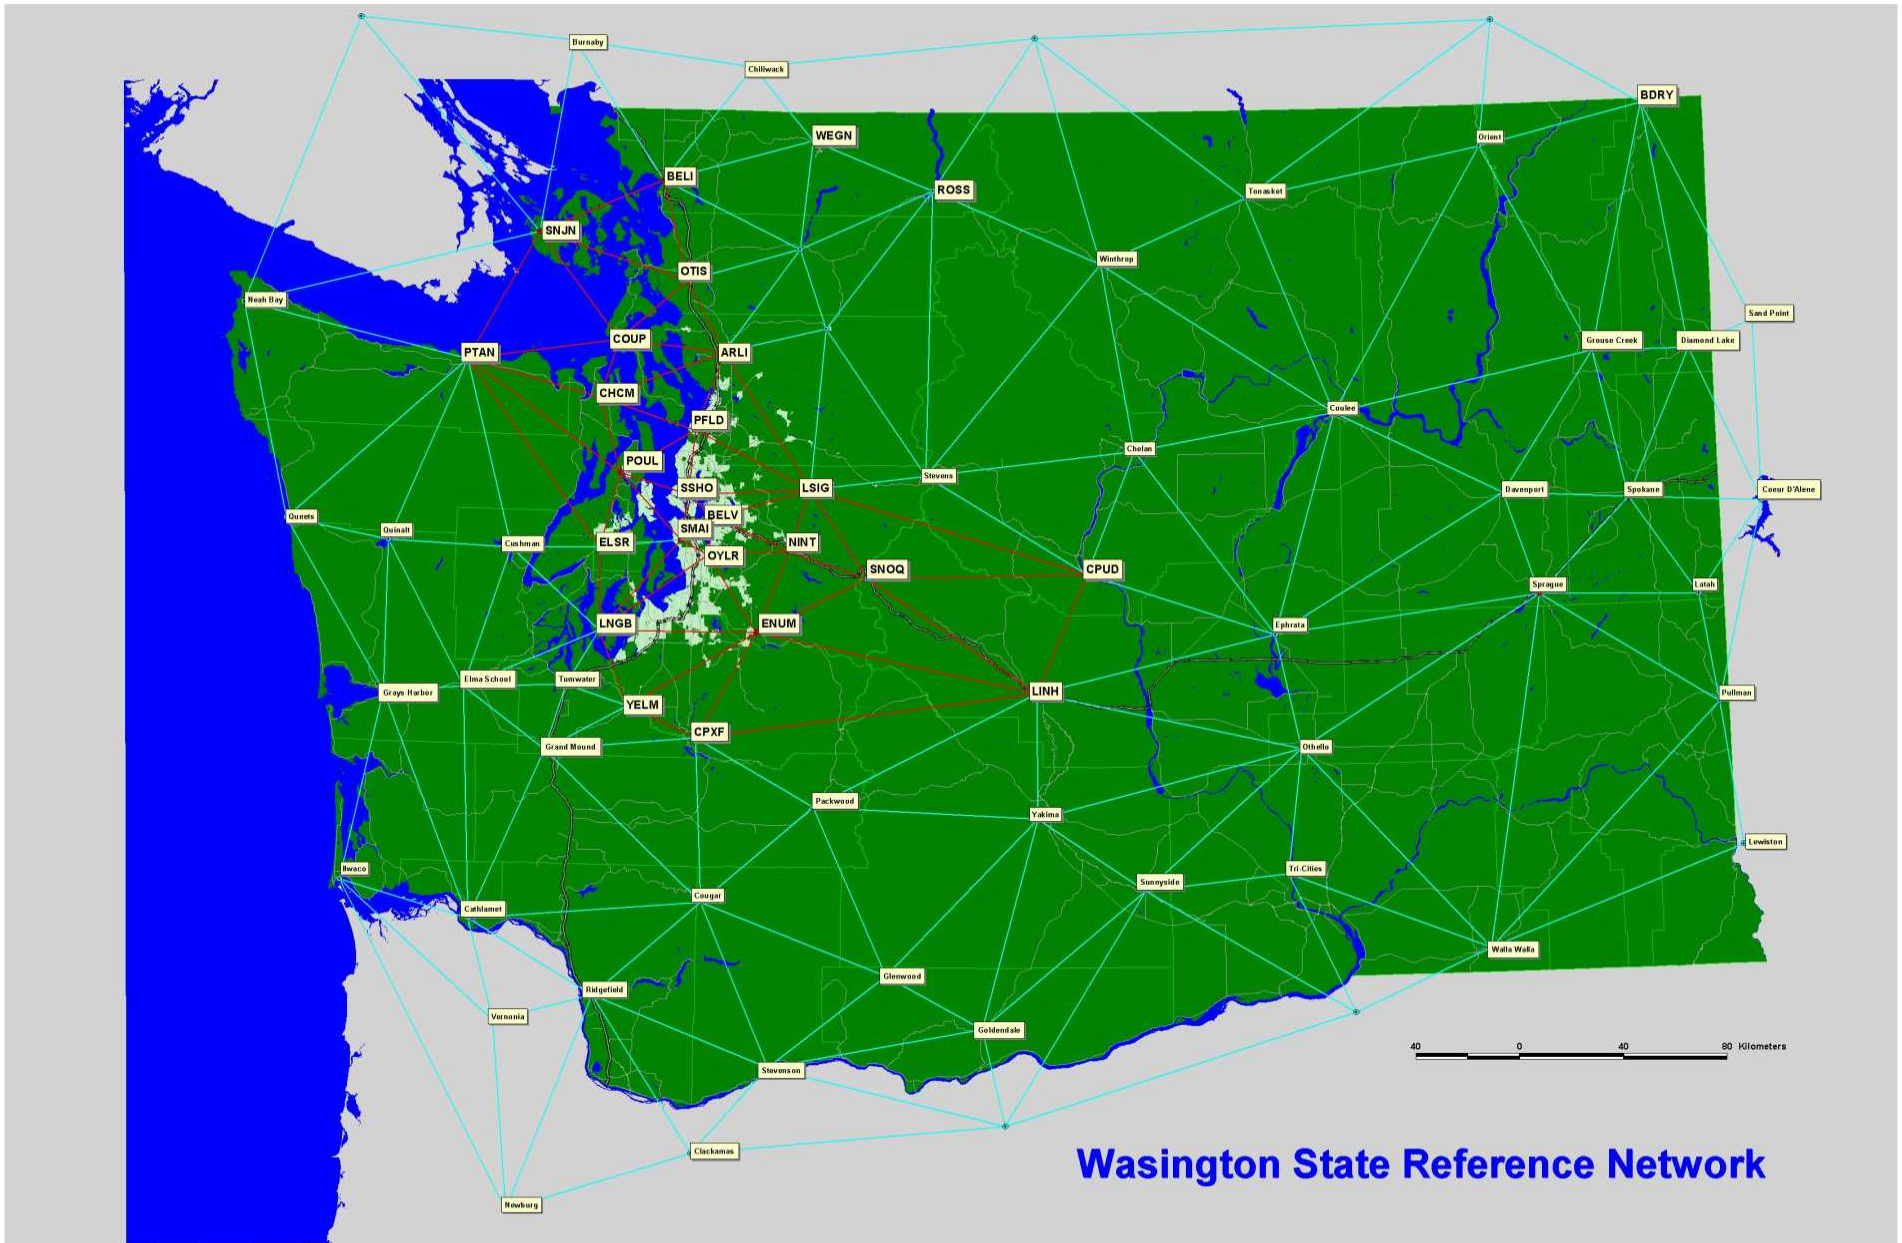 Burnaby
Chiliwack
BDRY
WEGN
Orient
BELI
ROSS
Tonasket
SNJN
Winthrop
OTIS
Neah Bay
Sand Point
COUP
Grouse Creek
Diamond Lake
PTAN
ARLI
CHCM
Coulee
PFLD
Chelan
POUL
Stevens
SSHO
LSIG
Davenport
Spokane
Coeur D'Alene
BELV
Queets
Quinalt
SMAI
Cushman
ELSR
NINT
OYLR
SNOQ
CPUD
Sprague
Latah
LNGB
ENUM
Ephrata
Elma School
Tumwater
Grays Harbor
LINH
Pullman
YELM
CPXF
Grand Mound
Othello
Packwood
Yakima
Lewiston
Ilwaco
Tri-Cities
Sunnyside
Cougar
Cathlamet
Walla Walla
Glenwood
Ridgefield
Vernonia
Goldendale
40 0 40 80 Kilometers
Stevenson
Clackamas
Wasington State Reference Network
Newburg